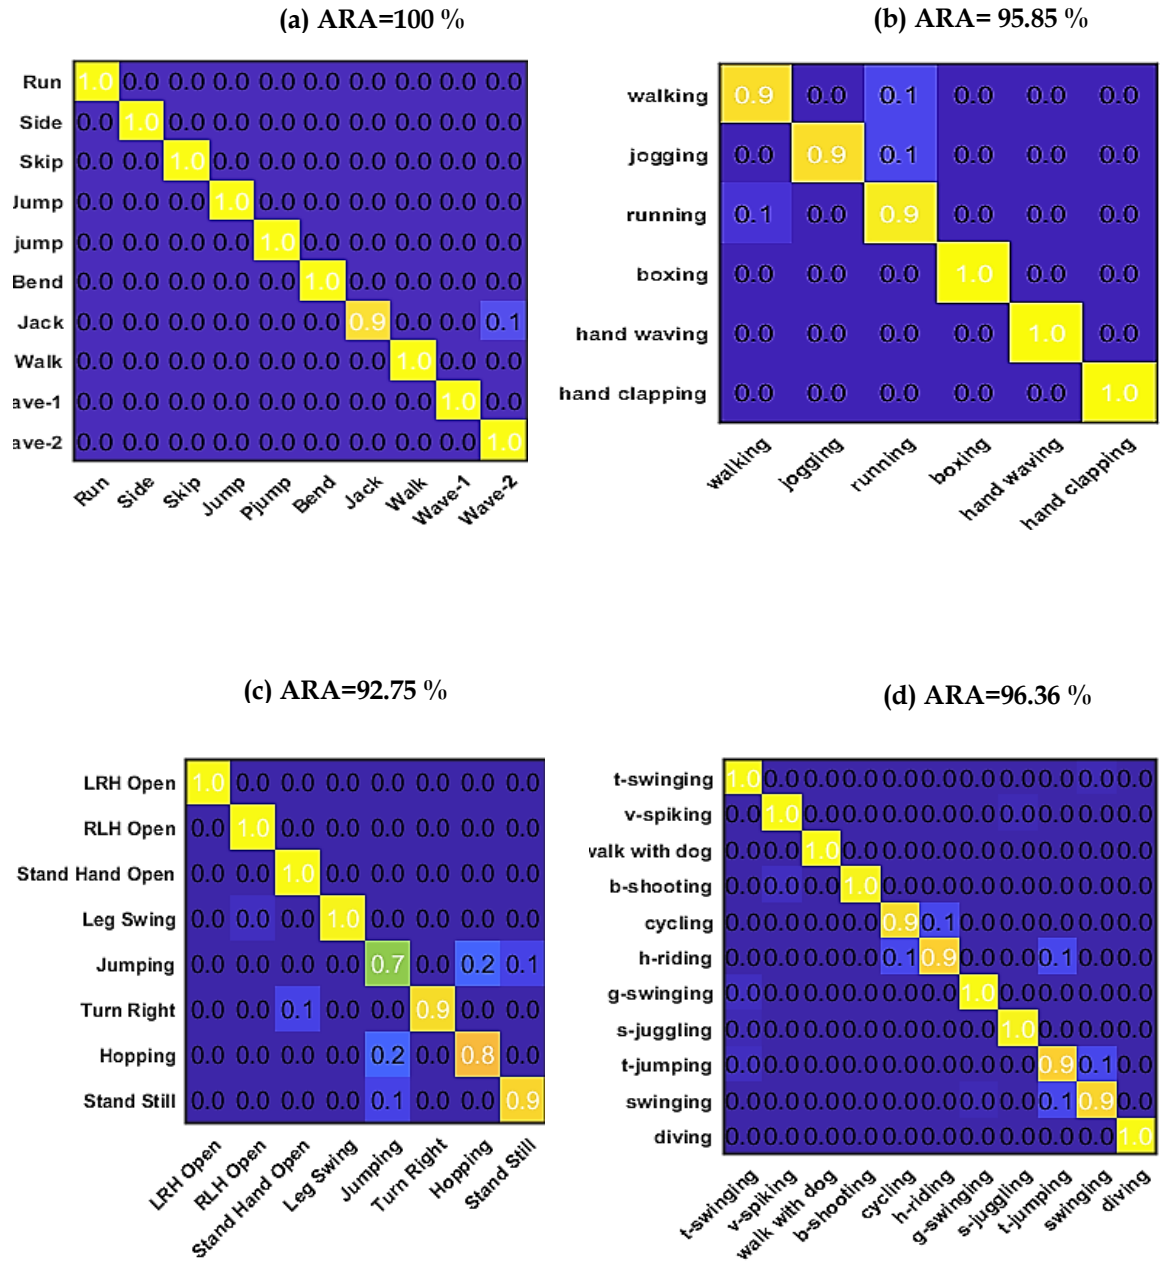 (a) ARA=100 %
Run 1.0 0.0 0.0 0.0 0.0 0.0 0.0 0.0 0.0 0.0
Side 0.0 1.0 0.0 0.0 0.0 0.0 0.0 0.0 0.0 0.0
Skip 0.0 0.0 1.0 0.0 0.0 0.0 0.0 0.0 0.0 0.0
Jump 0.0 0.0 0.0 1.0 0.0 0.0 0.0 0.0 0.0 0.0
jump 0.0 0.0 0.0 0.0 1.0 0.0 0.0 0.0 0.0 0.0
Bend 0.0 0.0 0.0 0.0 0.0 1.0 0.0 0.0 0.0 0.0
Jack 0.0 0.0 0.0 0.0 0.0 0.0 0.9 0.0 0.0 0.1
Walk 0.0 0.0 0.0 0.0 0.0 0.0 0.0 1.0 0.0 0.0
ave-1 0.0 0.0 0.0 0.0 0.0 0.0 0.0 0.0 1.0 0.0
ave-2 0.0 0.0 0.0 0.0 0.0 0.0 0.0 0.0 0.0 1.0
Run Side Skip Jump Pjump Bend Jack Walk Wave-1 Wave-2
(b) ARA= 95.85 %
walking 0.9 0.0 0.1 0.0 0.0 0.0
jogging 0.0 0.9 0.1 0.0 0.0 0.0
running 0.1 0.0 0.9 0.0 0.0 0.0
boxing 0.0 0.0 0.0 1.0 0.0 0.0
hand waving 0.0 0.0 0.0 0.0 1.0 0.0
hand clapping 0.0 0.0 0.0 0.0 0.0 1.0
walking jogging running boxing hand waving hand clapping
(c) ARA=92.75 %
LRH Open 1.0 0.0 0.0 0.0 0.0 0.0 0.0 0.0
RLH Open 0.0 1.0 0.0 0.0 0.0 0.0 0.0 0.0
Stand Hand Open 0.0 0.0 1.0 0.0 0.0 0.0 0.0 0.0
Leg Swing 0.0 0.0 0.0 1.0 0.0 0.0 0.0 0.0
Jumping 0.0 0.0 0.0 0.0 0.7 0.0 0.2 0.1
Turn Right 0.0 0.0 0.1 0.0 0.0 0.9 0.0 0.0
Hopping 0.0 0.0 0.0 0.0 0.2 0.0 0.8 0.0
Stand Still 0.0 0.0 0.0 0.0 0.1 0.0 0.0 0.9
LRH Open RLH Open Stand Hand Open Leg Swing Jumping Turn Right Hopping Stand Still
(d) ARA=96.36 %
t-swinging 1.0 0.0 0.0 0.0 0.0 0.0 0.0 0.0 0.0 0.0 0.0
v-spiking 0.0 1.0 0.0 0.0 0.0 0.0 0.0 0.0 0.0 0.0 0.0
walk with dog 0.0 0.0 1.0 0.0 0.0 0.0 0.0 0.0 0.0 0.0 0.0
b-shooting 0.0 0.0 0.0 1.0 0.0 0.0 0.0 0.0 0.0 0.0 0.0
cycling 0.0 0.0 0.0 0.0 0.9 0.1 0.0 0.0 0.0 0.0 0.0
h-riding 0.0 0.0 0.0 0.0 0.1 0.9 0.0 0.0 0.1 0.0 0.0
g-swinging 0.0 0.0 0.0 0.0 0.0 0.0 1.0 0.0 0.0 0.0 0.0
s-juggling 0.0 0.0 0.0 0.0 0.0 0.0 0.0 1.0 0.0 0.0 0.0
t-jumping 0.0 0.0 0.0 0.0 0.0 0.0 0.0 0.0 0.9 0.1 0.0
swinging 0.0 0.0 0.0 0.0 0.0 0.0 0.0 0.0 0.1 0.9 0.0
diving 0.0 0.0 0.0 0.0 0.0 0.0 0.0 0.0 0.0 0.0 1.0
t-swinging v-spiking walk with dog b-shooting cycling h-riding g-swinging s-juggling t-jumping swinging diving